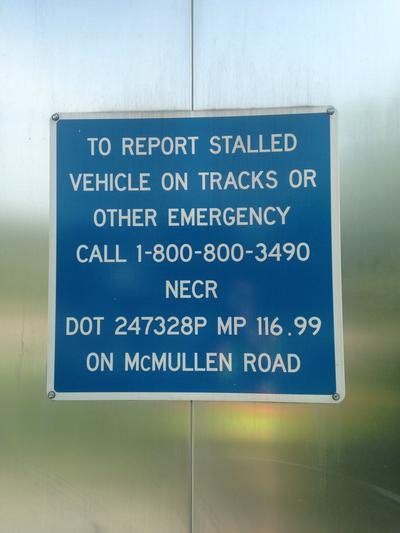 TO REPORT STALLED
VEHICLE ON TRACKS OR
OTHER EMERGENCY
CALL 1-800-800-3490
NECR
DOT 247328P MP 116.99
ON McMULLEN ROAD